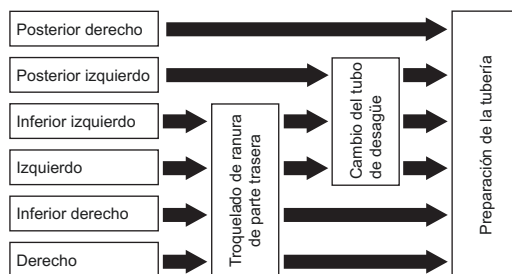 Posterior derecho
Posterior izquierdo
Inferior izquierdo
Izquierdo
Inferior derecho
Derecho
Troquelado de ranura
de parte trasera
Cambio del tubo
de desagüe
Preparación de la tubería